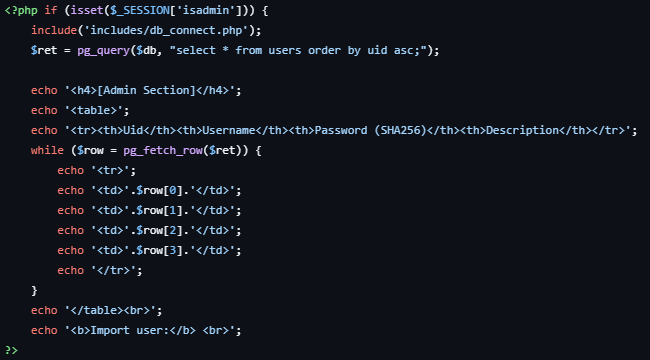 <?php if (isset($_SESSION['isadmin'])) {
    include('includes/db_connect.php');
    $ret = pg_query($db, "select * from users order by uid asc;");

    echo '<h4>[Admin Section]</h4>';
    echo '<table>';
    echo '<tr><th>Uid</th><th>Username</th><th>Password (SHA256)</th><th>Description</th></tr>';
    while ($row = pg_fetch_row($ret)) {
        echo '<tr>';
        echo '<td>'.$row[0].'</td>';
        echo '<td>'.$row[1].'</td>';
        echo '<td>'.$row[2].'</td>';
        echo '<td>'.$row[3].'</td>';
        echo '</tr>';
    }
    echo '</table><br>';
    echo '<b>Import user:</b> <br>';
?>